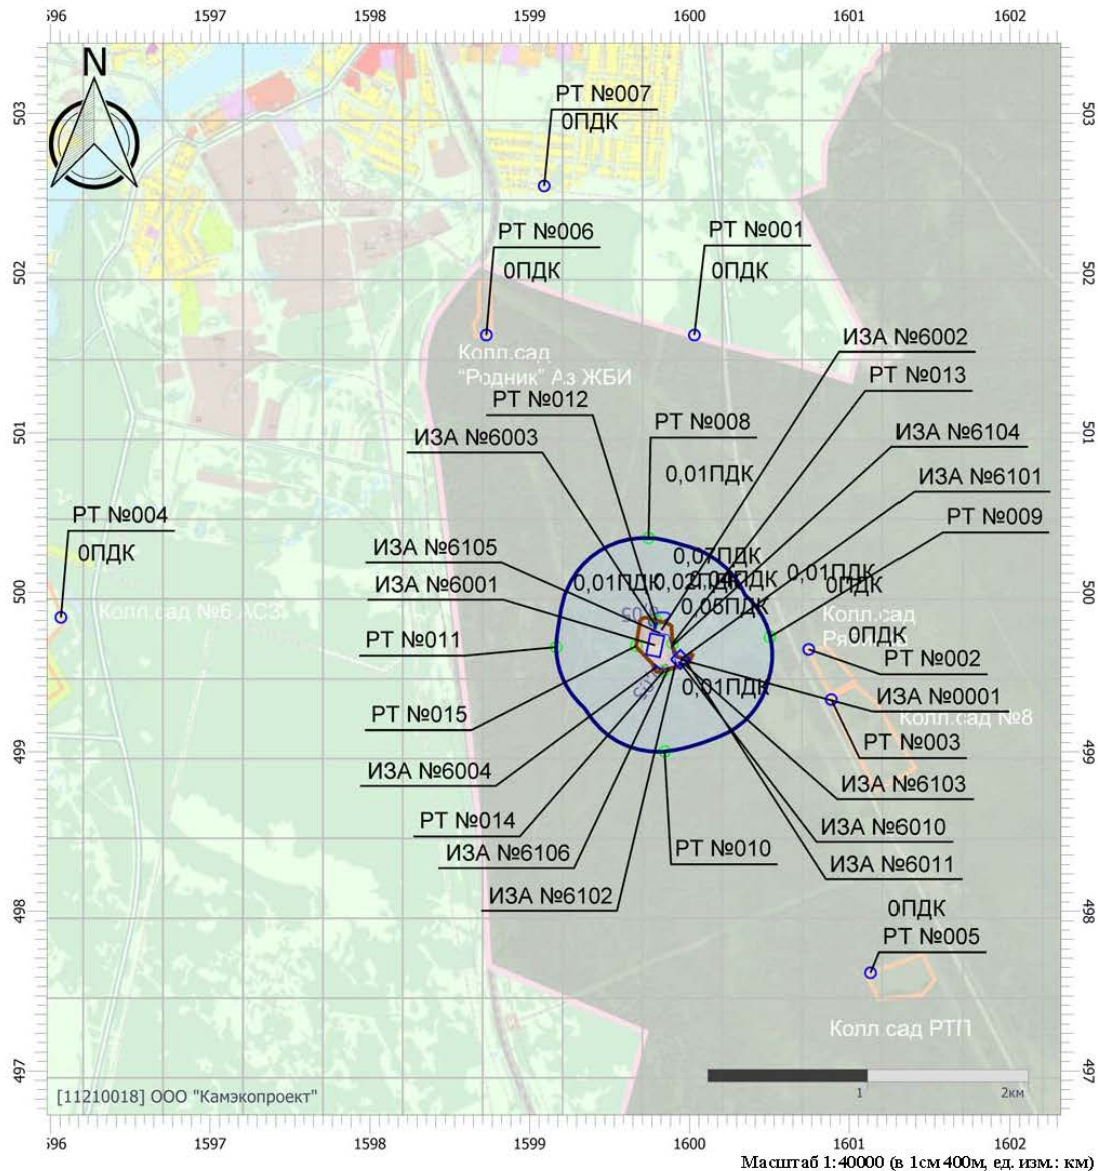 596 1597 1598 1599 1600 1601 1602
N
503 503
РТ №007
0ПДК
РТ №006
0ПДК
РТ №001
0ПДК
502 502
ИЗА №6002
Колл.сад
"Родник" Аз ЖБИ
РТ №013
РТ №012
РТ №008
ИЗА №6104
501 501
ИЗА №6003
0,01ПДК
ИЗА №6101
РТ №004
0ПДК
РТ №009
ИЗА №6105
0,07ПДК
ИЗА №6001
0,01ПДК
0,01ПДК
0ПДК
500 500
0,05ПДК
Колл.сад №6 АСЗ
Колл.сад
0ПДК
РТ №011
РТ №002
0,01ПДК
ИЗА №0001
РТ №015
Колл.сад №8
РТ №003
499 499
ИЗА №6004
ИЗА №6103
РТ №014
ИЗА №6010
ИЗА №6106
РТ №010
ИЗА №6011
ИЗА №6102
498 498
0ПДК
РТ №005
Колл сад РТП
497 497
[11210018] ООО "Камэкопроект"
1 2км
596 1597 1598 1599 1600 1601 1602
Масштаб 1:40000 (в 1см 400м, ед. изм.: км)